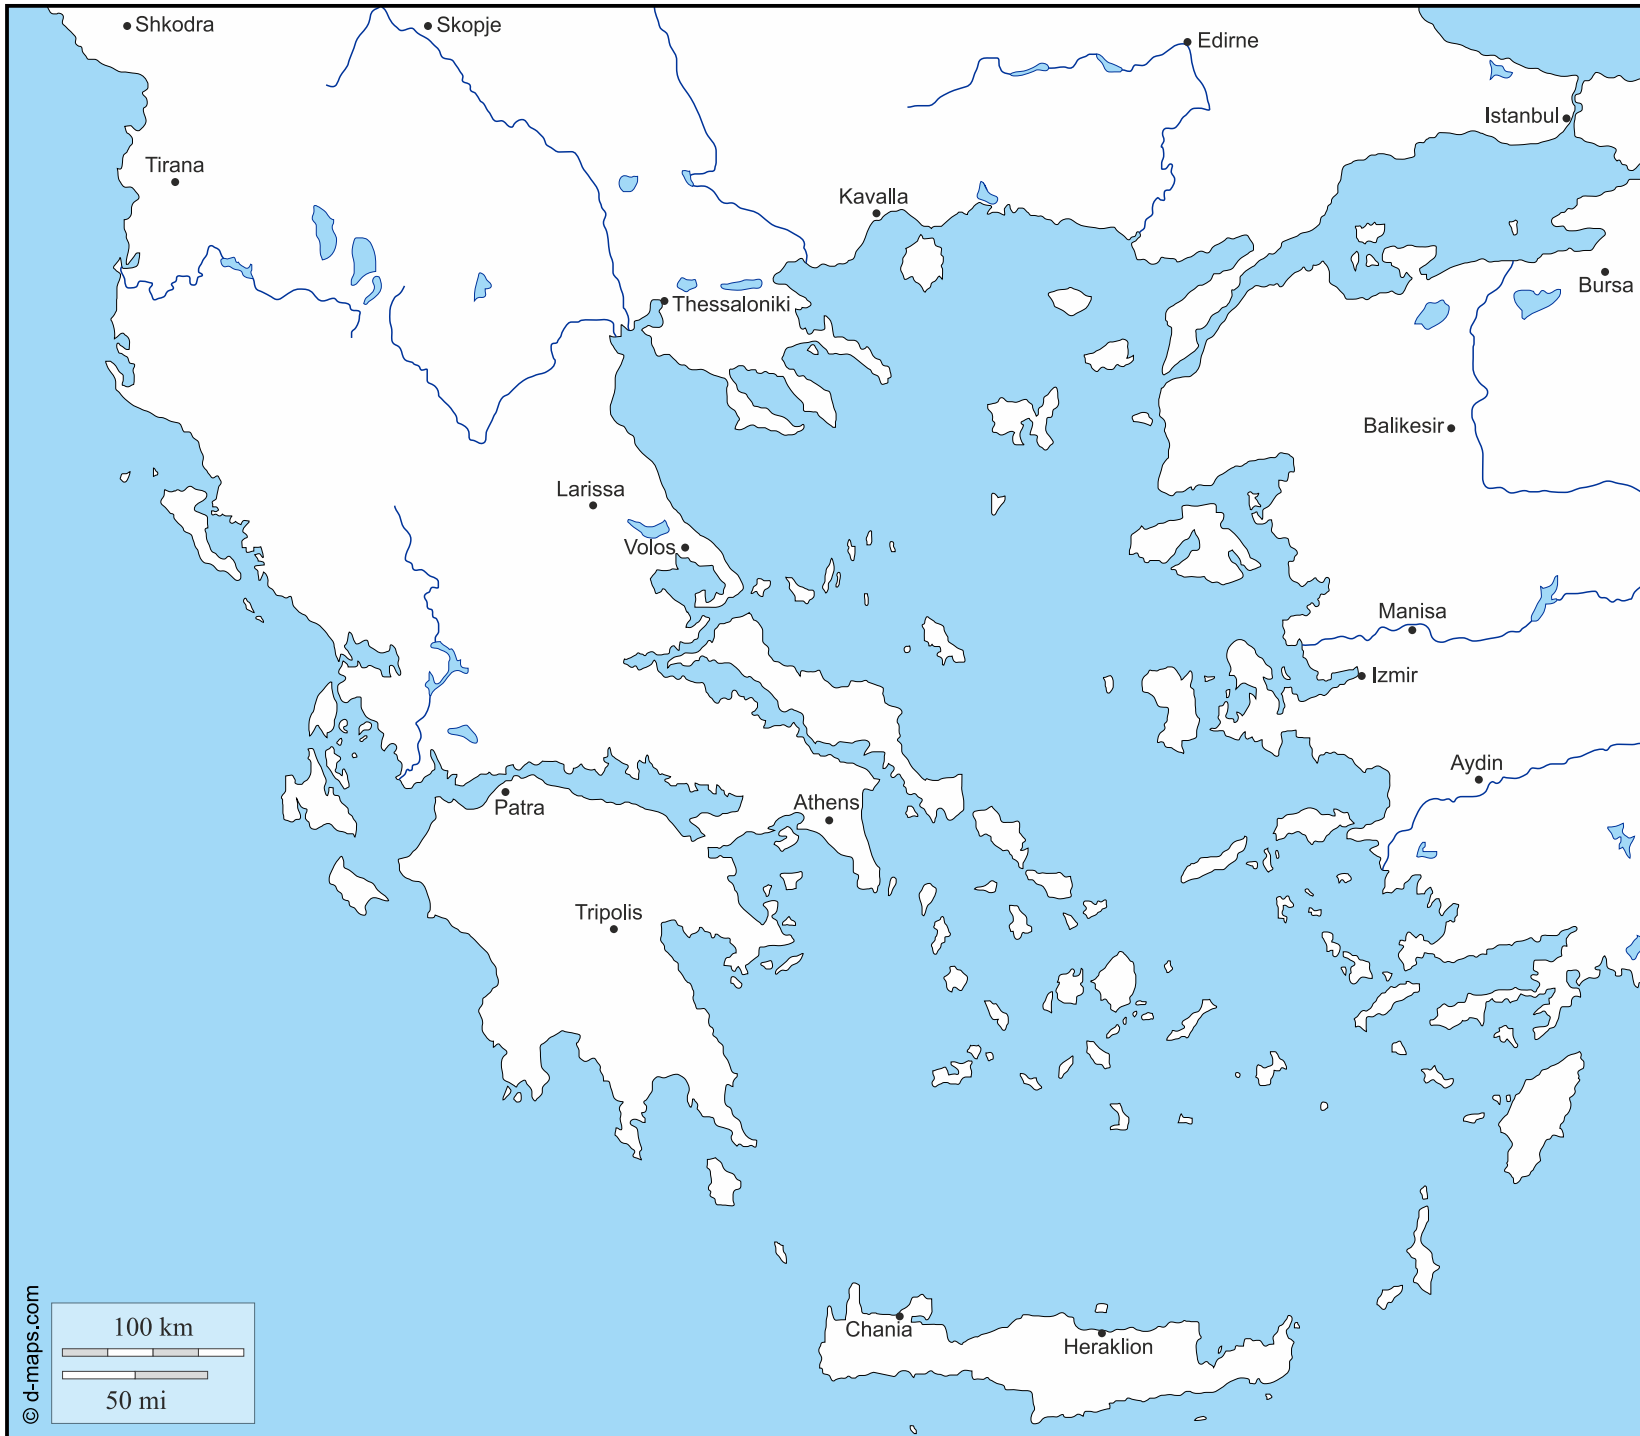 Shkodra
Skopje
Edirne
Istanbul
Tirana
Kavalla
Bursa
Thessaloniki
Balikesir
Larissa
Volos
Manisa
Izmir
Aydin
Patra
Athens
Tripolis
Chania
Heraklion
100 km
50 mi
© d-maps.com